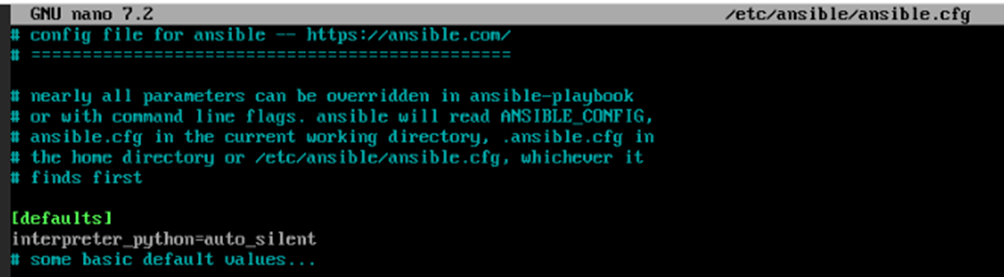 GNU nano 7.2 /etc/ansible/ansible.cfg
# config file for ansible -- https://ansible.com/
# ===============================================
# nearly all parameters can be overridden in ansible-playbook
# or with command line flags. ansible will read ANSIBLE_CONFIG,
# ansible.cfg in the current working directory, .ansible.cfg in
# the home directory or /etc/ansible/ansible.cfg, whichever it
# finds first
[defaults]
interpreter_python=auto_silent
# some basic default values...